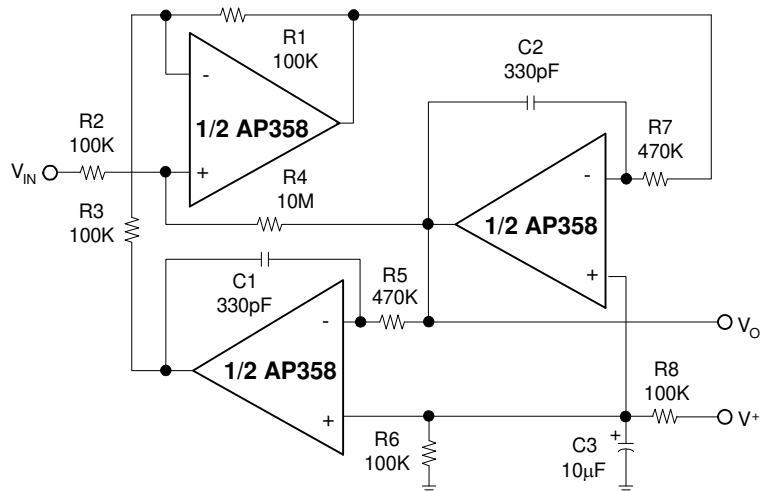 R1
100K
C2
330pF
-
1/2 AP358
+
R2
100K
V_IN
R7
470K
-
1/2 AP358
+
R4
10M
R3
100K
C1
330pF
R5
470K
-
1/2 AP358
+
V_O
R8
100K
V+
R6
100K
+
C3
10µF